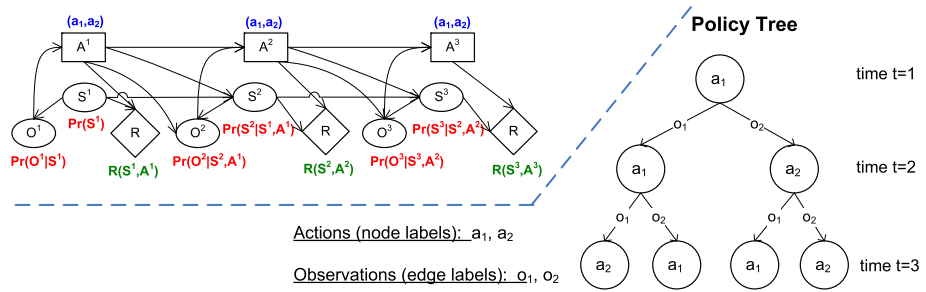 (a₁,a₂) (a₁,a₂) (a₁,a₂)
A¹ A² A³
S¹ S² S³
O¹ R O² R O³ R
Pr(S¹) Pr(S²|S¹,A¹) Pr(S³|S²,A²)
Pr(O¹|S¹) R(S¹,A¹) Pr(O²|S²,A¹) R(S²,A²) Pr(O³|S³,A²) R(S³,A³)
Policy Tree
a₁ time t=1
o₁ o₂
a₁ a₂ time t=2
o₁ o₂ o₁ o₂
a₂ a₁ a₁ a₂ time t=3
Actions (node labels): a₁, a₂
Observations (edge labels): o₁, o₂